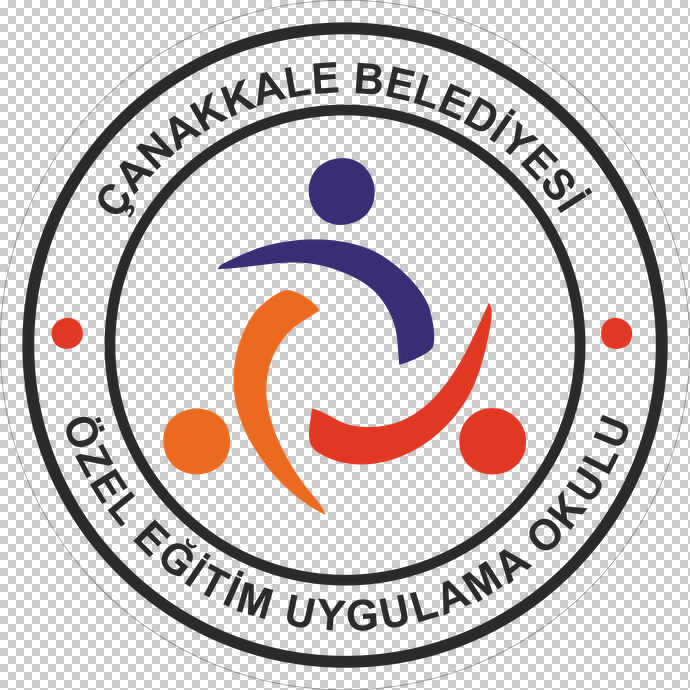 ÇANAKKALE BELEDİYESİ
ÖZEL EĞİTİM UYGULAMA OKULU